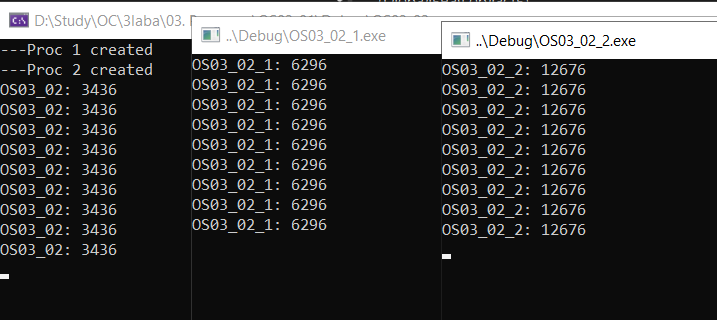 D:\Study\OC\3laba\03.
---Proc 1 created
---Proc 2 created
OS03_02: 3436
OS03_02: 3436
OS03_02: 3436
OS03_02: 3436
OS03_02: 3436
OS03_02: 3436
OS03_02: 3436
OS03_02: 3436
OS03_02: 3436
..\Debug\OS03_02_1.exe
OS03_02_1: 6296
OS03_02_1: 6296
OS03_02_1: 6296
OS03_02_1: 6296
OS03_02_1: 6296
OS03_02_1: 6296
OS03_02_1: 6296
OS03_02_1: 6296
OS03_02_1: 6296
..\Debug\OS03_02_2.exe
OS03_02_2: 12676
OS03_02_2: 12676
OS03_02_2: 12676
OS03_02_2: 12676
OS03_02_2: 12676
OS03_02_2: 12676
OS03_02_2: 12676
OS03_02_2: 12676
OS03_02_2: 12676